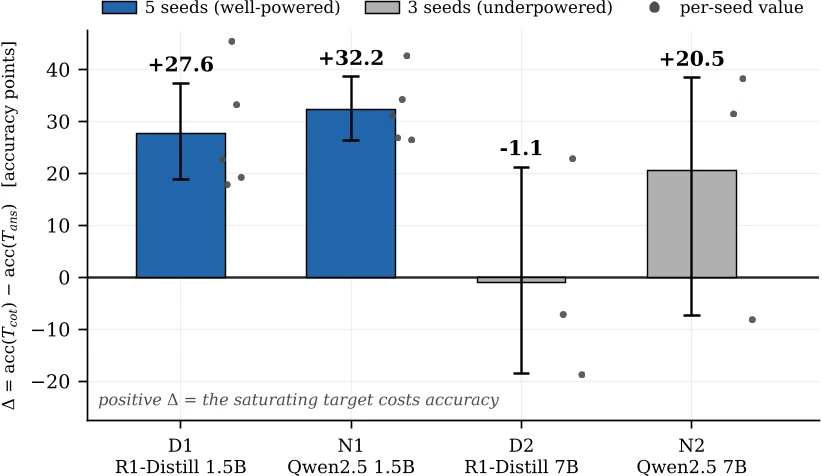 5 seeds (well-powered) 3 seeds (underpowered) per-seed value
Δ = acc(T_cot) − acc(T_ans) [accuracy points]
40
30
20
10
0
−10
−20
+27.6
+32.2
-1.1
+20.5
positive Δ = the saturating target costs accuracy
D1 N1 D2 N2
R1-Distill 1.5B Qwen2.5 1.5B R1-Distill 7B Qwen2.5 7B